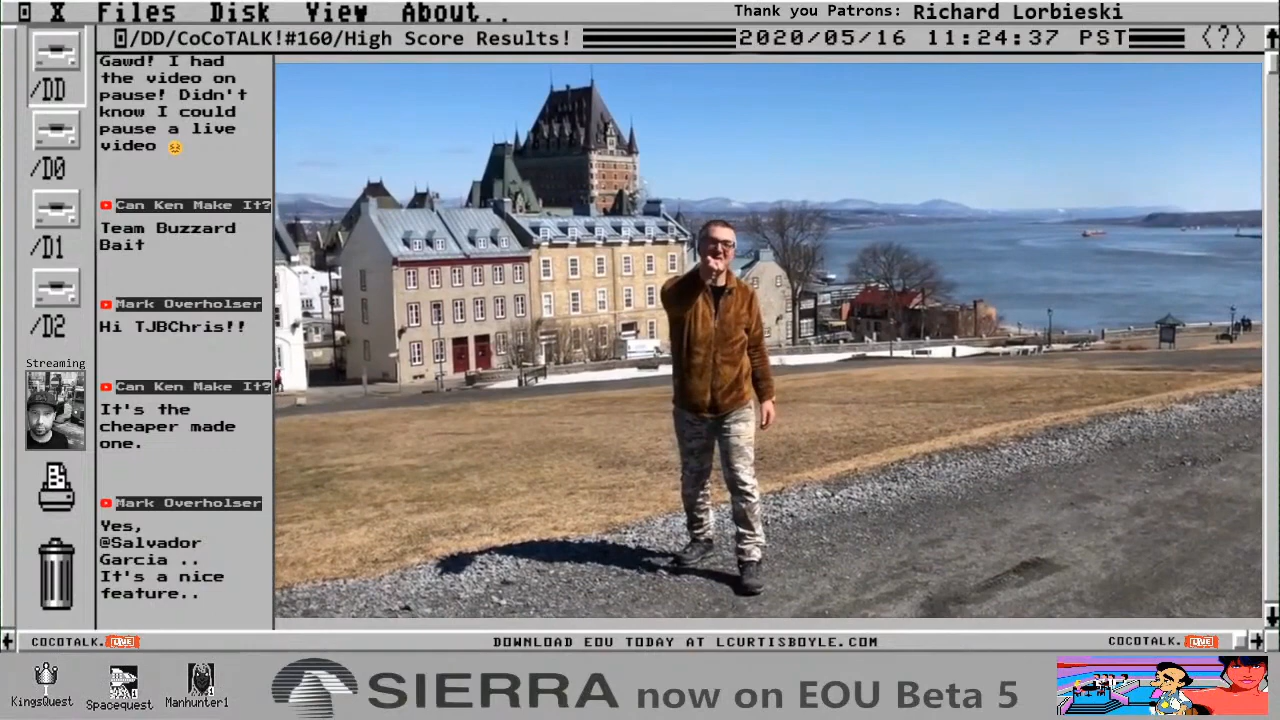 X Files Disk View About..
Thank you Patrons: Richard Lorbieski
/DD/CoCoTALK!#160/High Score Results!
2020/05/16 11:24:37 PST
<?>
/DD
/D0
/D1
/D2
Streaming
Gawd! I had
the video on
pause! Didn't
know I could
pause a live
video 😣
Can Ken Make It?
Team Buzzard
Bait
Mark Overholser
Hi TJBChris!!
Can Ken Make It?
It's the
cheaper made
one.
Mark Overholser
Yes,
@Salvador
Garcia ..
It's a nice
feature..
COCOTALK.LIVE
DOWNLOAD EOU TODAY AT LCURTISBOYLE.COM
COCOTALK.LIVE
KingsQuest
Spacequest
Manhunter1
SIERRA now on EOU Beta 5